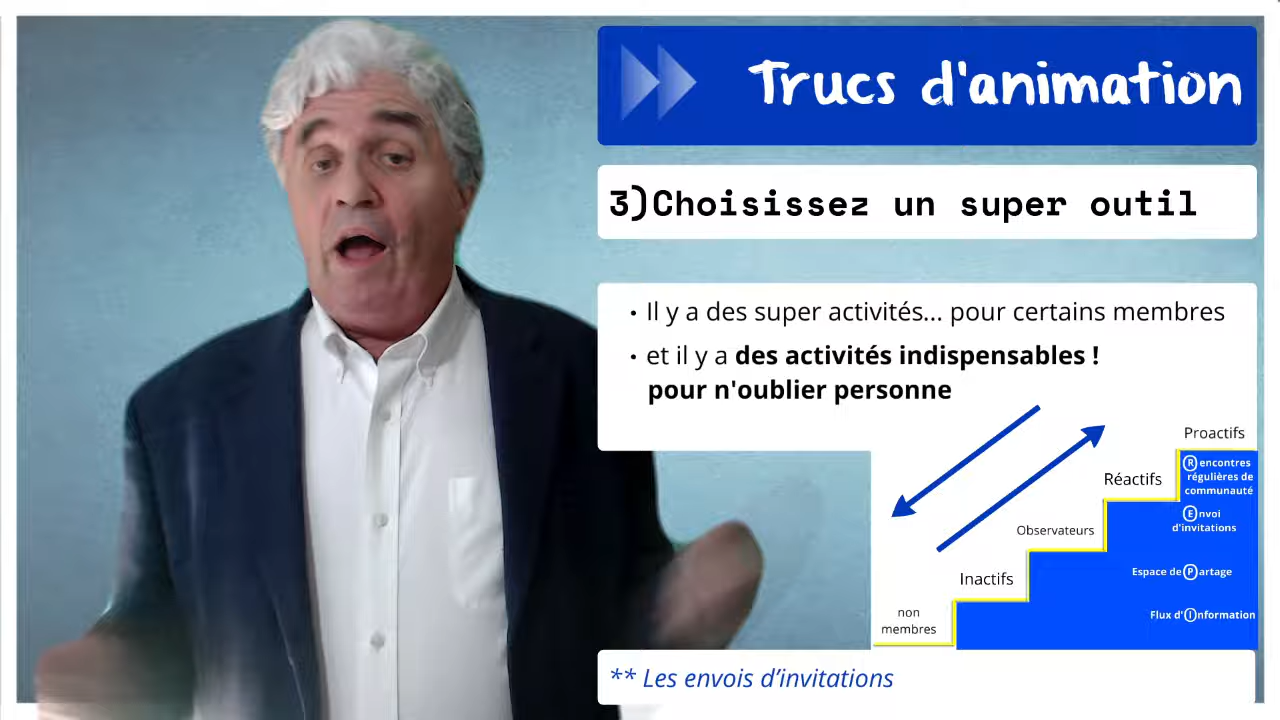 Trucs d'animation
3)Choisissez un super outil
• Il y a des super activités... pour certains membres
• et il y a des activités indispensables !
pour n'oublier personne
Proactifs
Rencontres
régulières de
communauté
Réactifs
Envoi
d'invitations
Observateurs
Espace de Partage
Inactifs
Flux d'Information
non
membres
** Les envois d'invitations